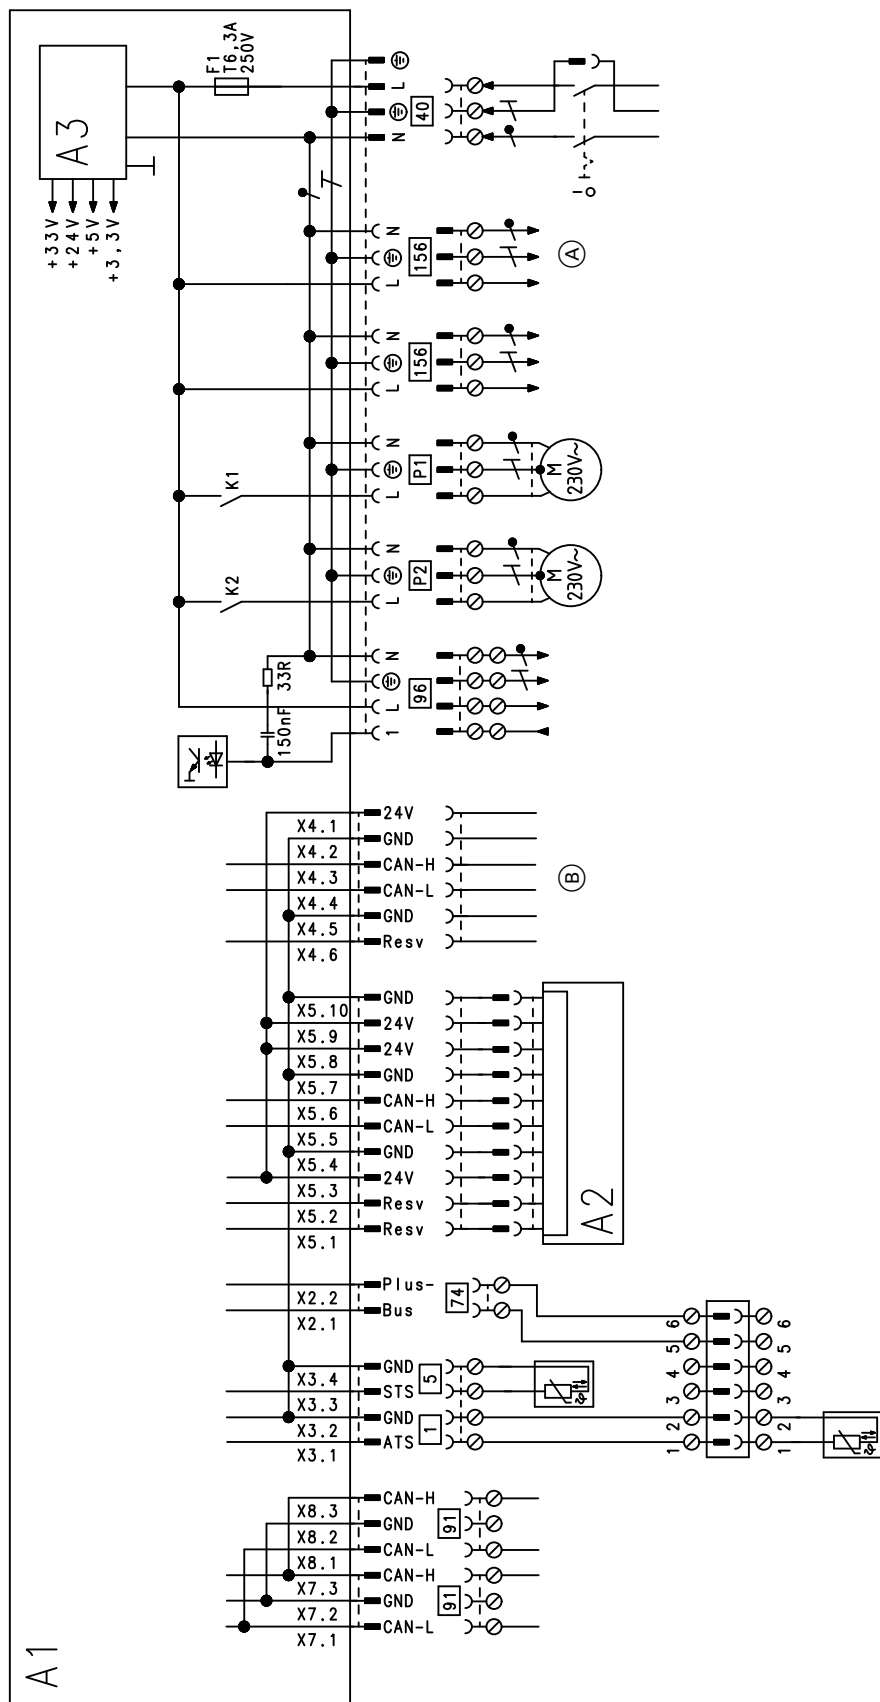 A3
+33V
+24V
+5V
+3,3V
F1
T6,3A
250V
L
40
N
N
156
L
A
N
156
L
K1
N
P1
L
M
230V~
K2
N
P2
L
M
230V~
33R
150nF
N
96
L
1
X4.1 24V
X4.2 GND
X4.3 CAN-H
X4.4 CAN-L
X4.5 GND
X4.6 Resv
B
X5.10 GND
X5.9 24V
X5.8 24V
X5.7 GND
X5.6 CAN-H
X5.5 CAN-L
X5.4 GND
X5.3 24V
X5.2 Resv
X5.1 Resv
A2
X2.2 Plus-
X2.1 Bus
74
X3.4 GND
X3.3 STS
5
X3.2 GND
X3.1 ATS
1
6 6
5 5
4 4
3 3
2 2
1 1
X8.3 CAN-H
X8.2 GND
X8.1 CAN-L
91
X7.3 CAN-H
X7.2 GND
X7.1 CAN-L
91
A1